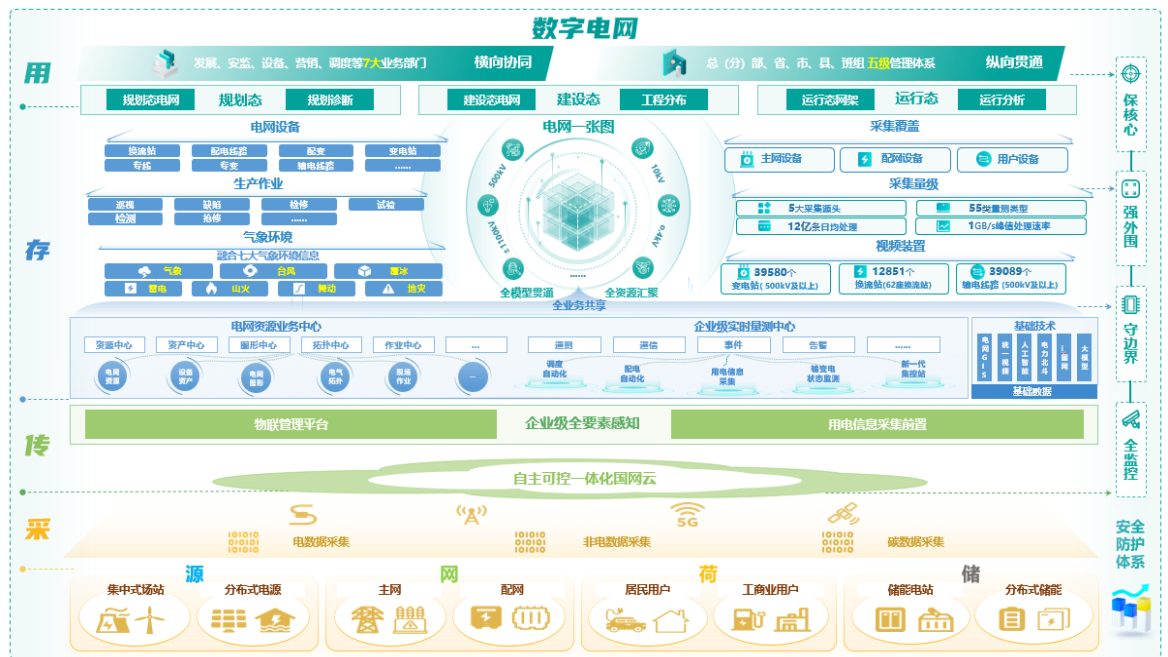 数字电网
用
发展、安监、设备、营销、调度等7大业务部门
横向协同
总（分）部、省、市、县、班组 五级管理体系
纵向贯通
规划态电网
规划态
规划诊断
建设态电网
建设态
工程分布
运行态网架
运行态
运行分析
存
电网设备
换流站
配电线路
配变
变电站
专线
专变
输电线路
......
生产作业
巡视
缺陷
检修
试验
检测
抢修
......
气象环境
融合七大气象环境信息
气象
台风
覆冰
雷电
山火
舞动
地灾
电网一张图
500kV
10kV
±1100kV
0.4kV
......
全模型贯通
全资源汇聚
采集覆盖
主网设备
配网设备
用户设备
采集量级
5大采集源头
55类量测类型
12亿条日均处理
1GB/s峰值处理速率
视频装置
39580个
变电站( 500kV及以上)
12851个
换流站(62座换流站)
39089个
输电线路 (500kV及以上)
全业务共享
电网资源业务中心
资源中心
资产中心
图形中心
拓扑中心
作业中心
...
电网
资源
设备
资产
电网
图形
电气
拓扑
现场
作业
...
企业级实时量测中心
遥测
遥信
事件
告警
......
调度
自动化
配电
自动化
用电信息
采集
输变电
状态监测
新一代
集控站
基础技术
电网GIS
统一视频
人工智能
电力北斗
i国网
大模型
基础数据
传
物联管理平台
企业级全要素感知
用电信息采集前置
自主可控一体化国网云
采
5G
电数据采集
非电数据采集
碳数据采集
源
集中式场站
分布式电源
网
主网
配网
荷
居民用户
工商业用户
储
储能电站
分布式储能
保核心
强外围
守边界
全监控
安全
防护
体系